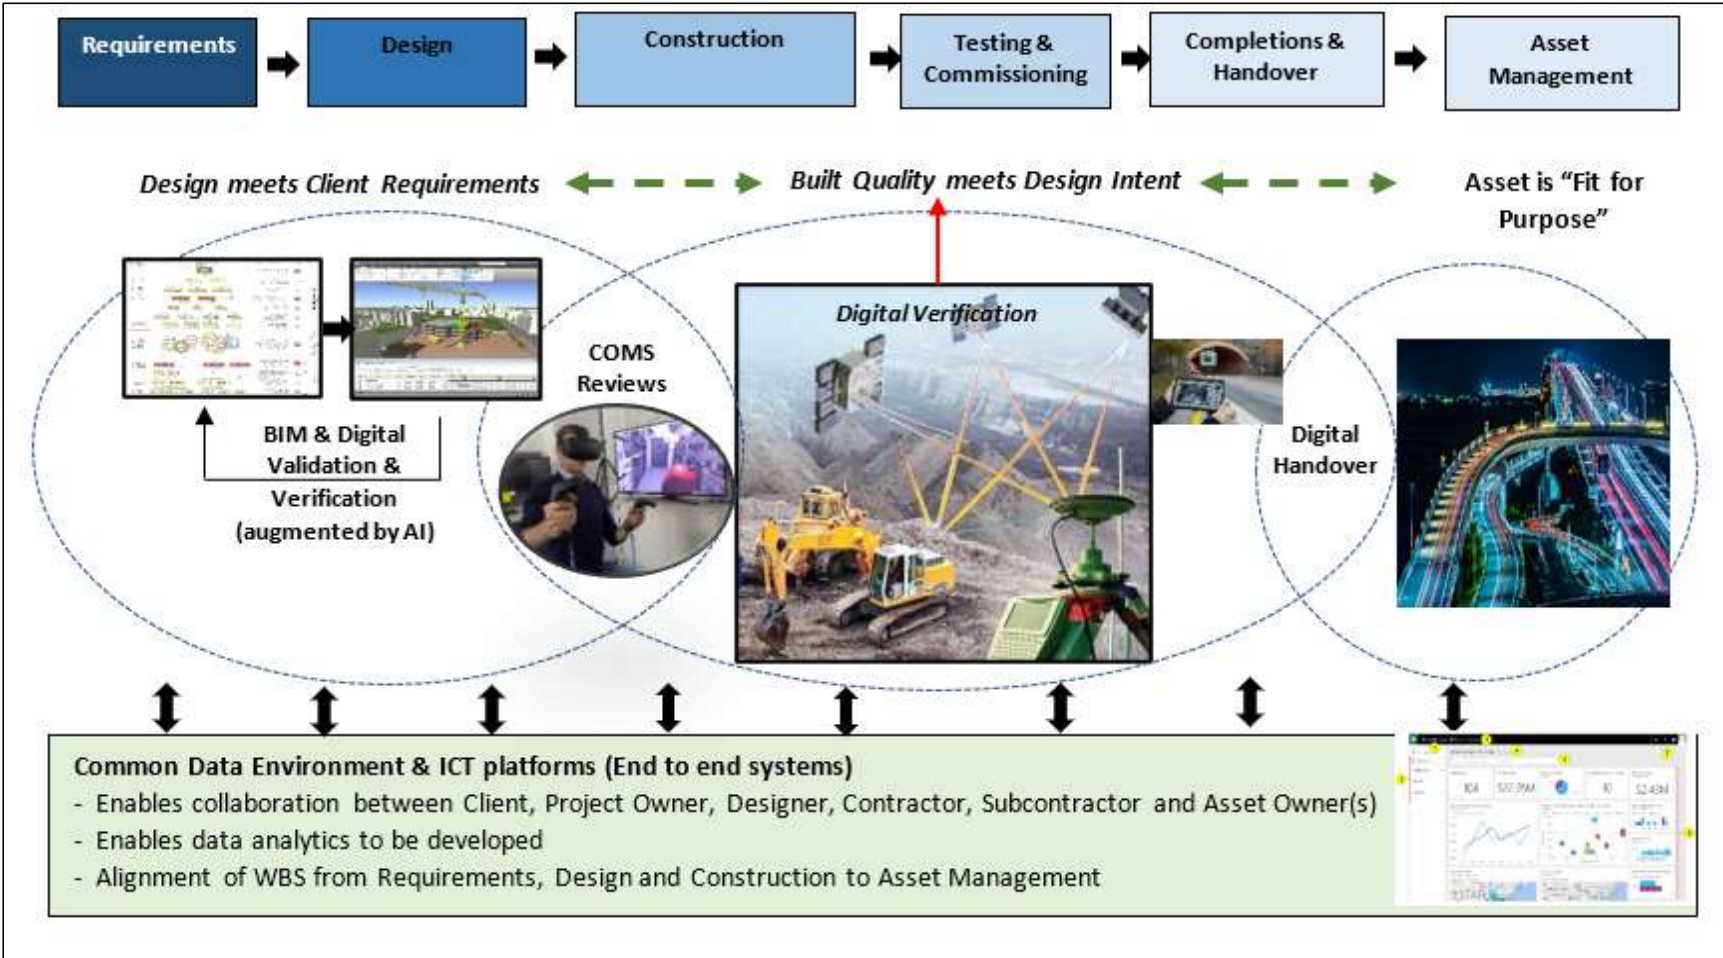 Requirements
Design
Construction
Testing &
Commissioning
Completions &
Handover
Asset
Management
Design meets Client Requirements
Built Quality meets Design Intent
Asset is “Fit for
Purpose”
Digital Verification
COMS
Reviews
BIM & Digital
Validation &
Verification
(augmented by AI)
Digital
Handover
Common Data Environment & ICT platforms (End to end systems)
- Enables collaboration between Client, Project Owner, Designer, Contractor, Subcontractor and Asset Owner(s)
- Enables data analytics to be developed
- Alignment of WBS from Requirements, Design and Construction to Asset Management